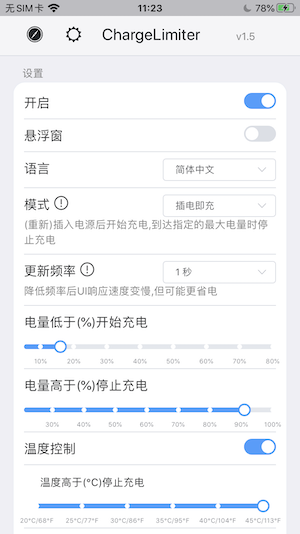 无SIM卡 11:23 78%
ChargeLimiter v1.5
设置
开启
悬浮窗
语言 简体中文
模式 插电即充
(重新)插入电源后开始充电,到达指定的最大电量时停
止充电
更新频率 1 秒
降低频率后UI响应速度变慢,但可能更省电
电量低于(%)开始充电
10% 20% 30% 40% 50% 60% 70% 80%
电量高于(%)停止充电
30% 40% 50% 60% 70% 80% 90% 100%
温度控制
温度高于(°C)停止充电
20°C/68°F 25°C/77°F 30°C/86°F 35°C/95°F 40°C/104°F 45°C/113°F